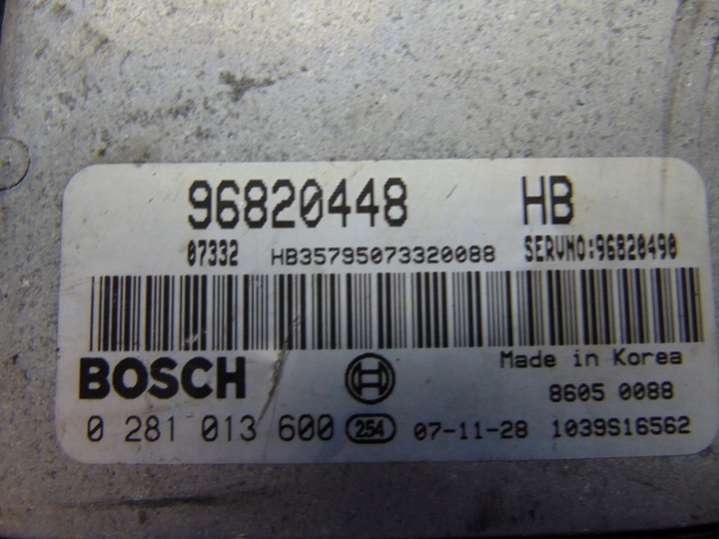 96820448 HB
07332 HB35795073320088 SERVNO:96820490
BOSCH Made in Korea
8605 0088
0 281 013 600 254 07-11-28 1039S16562